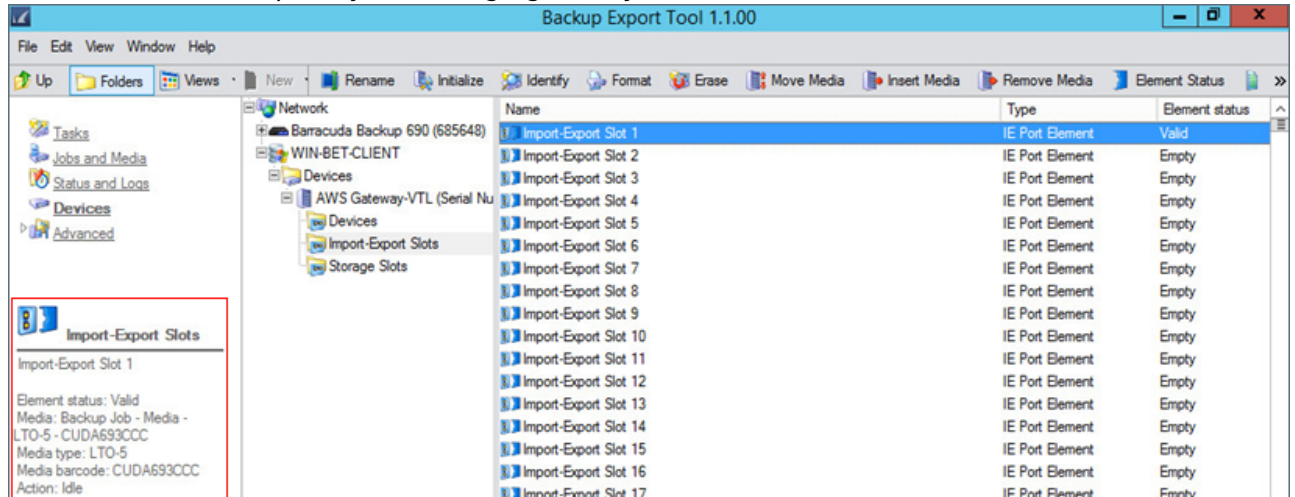 Backup Export Tool 1.1.00
File Edit View Window Help
Up Folders Views New Rename Initialize Identify Format Erase Move Media Insert Media Remove Media Element Status »
Tasks
Jobs and Media
Status and Logs
Devices
Advanced
Network
Barracuda Backup 690 (685648)
WIN-BET-CLIENT
Devices
AWS Gateway-VTL (Serial Nu
Devices
Import-Export Slots
Storage Slots
Name Type Element status
Import-Export Slot 1 IE Port Element Valid
Import-Export Slot 2 IE Port Element Empty
Import-Export Slot 3 IE Port Element Empty
Import-Export Slot 4 IE Port Element Empty
Import-Export Slot 5 IE Port Element Empty
Import-Export Slot 6 IE Port Element Empty
Import-Export Slot 7 IE Port Element Empty
Import-Export Slot 8 IE Port Element Empty
Import-Export Slot 9 IE Port Element Empty
Import-Export Slot 10 IE Port Element Empty
Import-Export Slot 11 IE Port Element Empty
Import-Export Slot 12 IE Port Element Empty
Import-Export Slot 13 IE Port Element Empty
Import-Export Slot 14 IE Port Element Empty
Import-Export Slot 15 IE Port Element Empty
Import-Export Slot 16 IE Port Element Empty
Import-Export Slot 17 IE Port Element Empty
Import-Export Slots
Import-Export Slot 1
Element status: Valid
Media: Backup Job - Media -
LTO-5 - CUDA693CCC
Media type: LTO-5
Media barcode: CUDA693CCC
Action: Idle